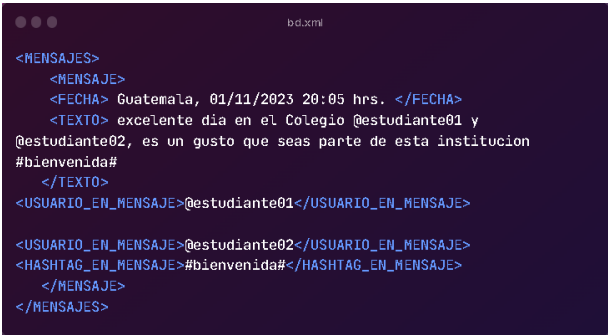 bd.xml
<MENSAJES>
<MENSAJE>
<FECHA> Guatemala, 01/11/2023 20:05 hrs. </FECHA>
<TEXTO> excelente dia en el Colegio @estudiante01 y
@estudiante02, es un gusto que seas parte de esta institucion
#bienvenida#
</TEXTO>
<USUARIO_EN_MENSAJE>@estudiante01</USUARIO_EN_MENSAJE>
<USUARIO_EN_MENSAJE>@estudiante02</USUARIO_EN_MENSAJE>
<HASHTAG_EN_MENSAJE>#bienvenida#</HASHTAG_EN_MENSAJE>
</MENSAJE>
</MENSAJES>